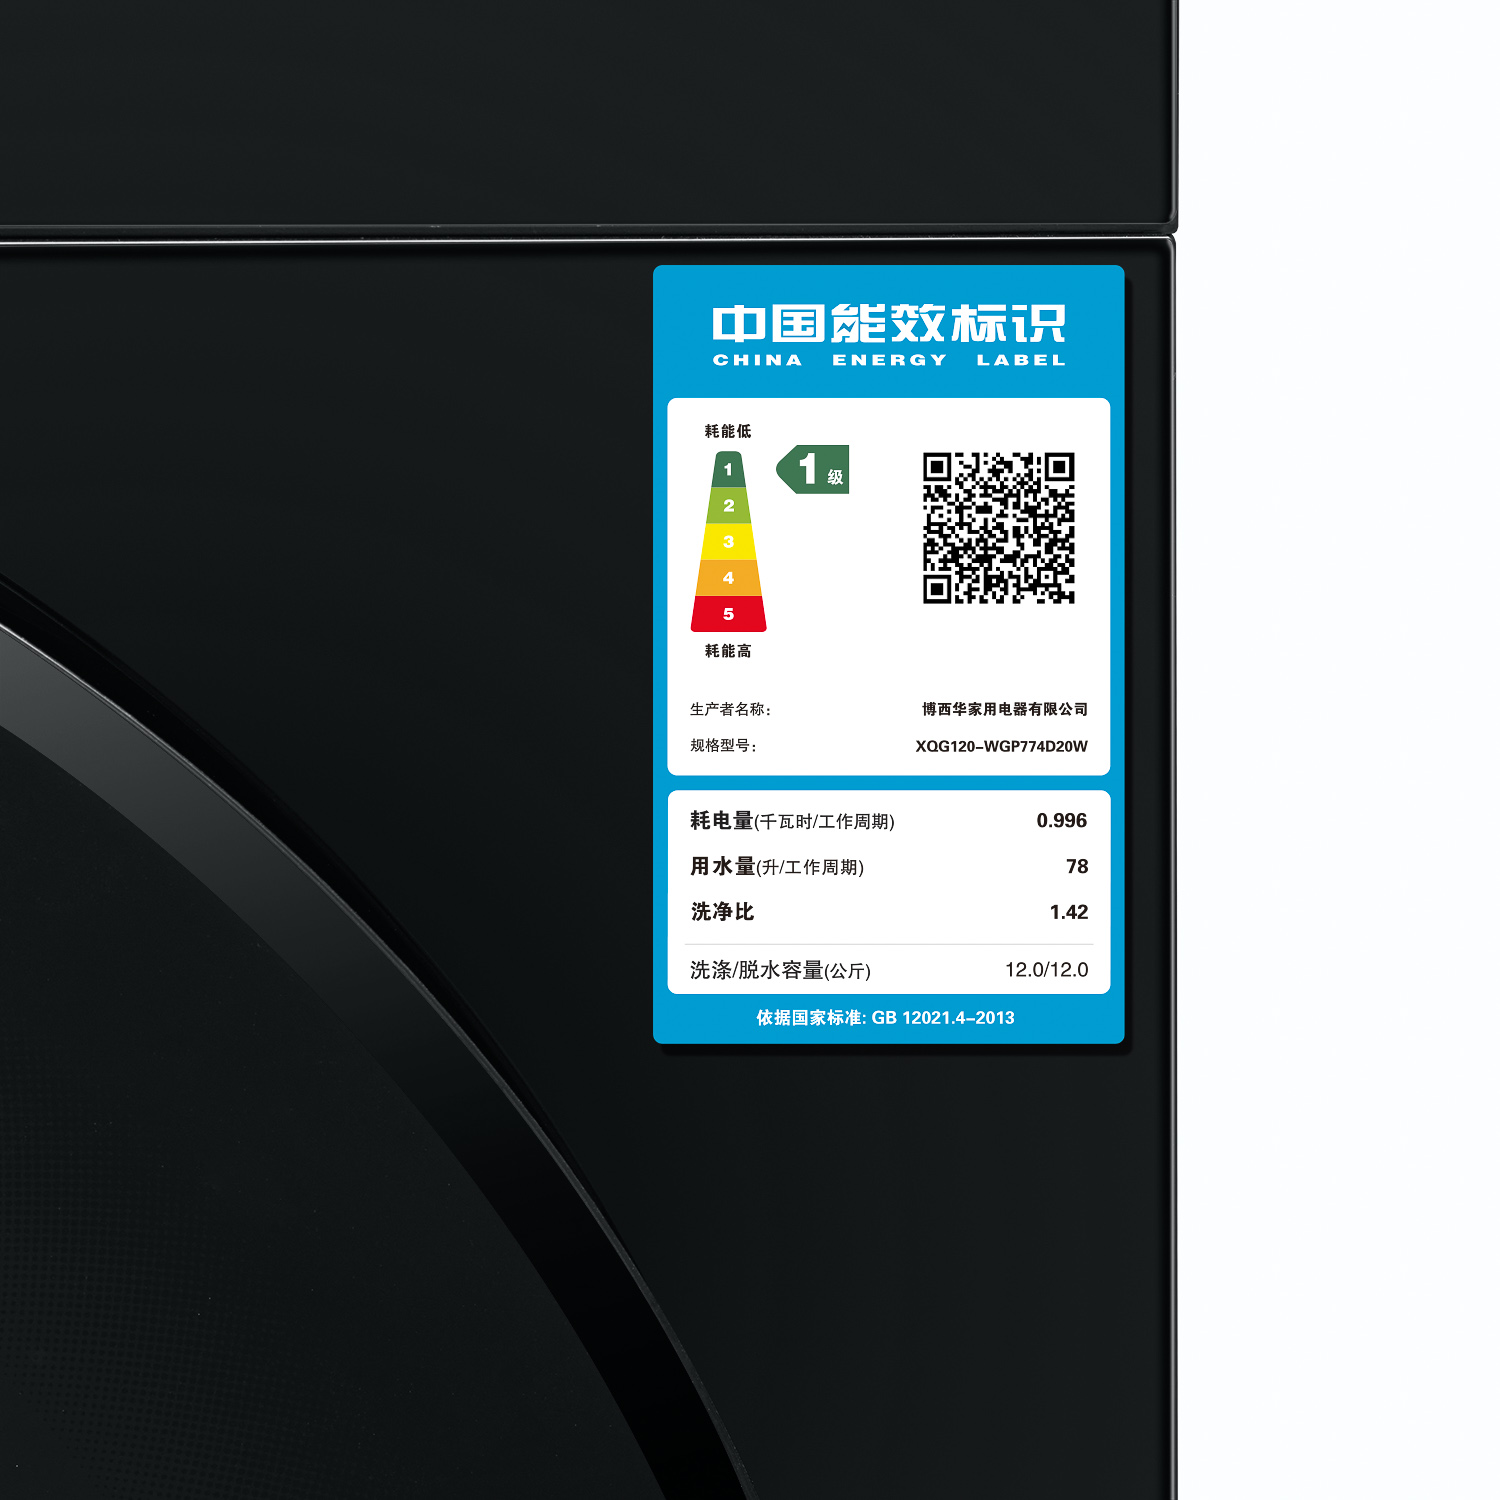 中国能效标识
CHINA ENERGY LABEL
耗能低
1
1级
2
3
4
5
耗能高
生产者名称: 博西华家用电器有限公司
规格型号: XQG120-WGP774D20W
耗电量(千瓦时/工作周期) 0.996
用水量(升/工作周期) 78
洗净比 1.42
洗涤/脱水容量(公斤) 12.0/12.0
依据国家标准: GB 12021.4-2013